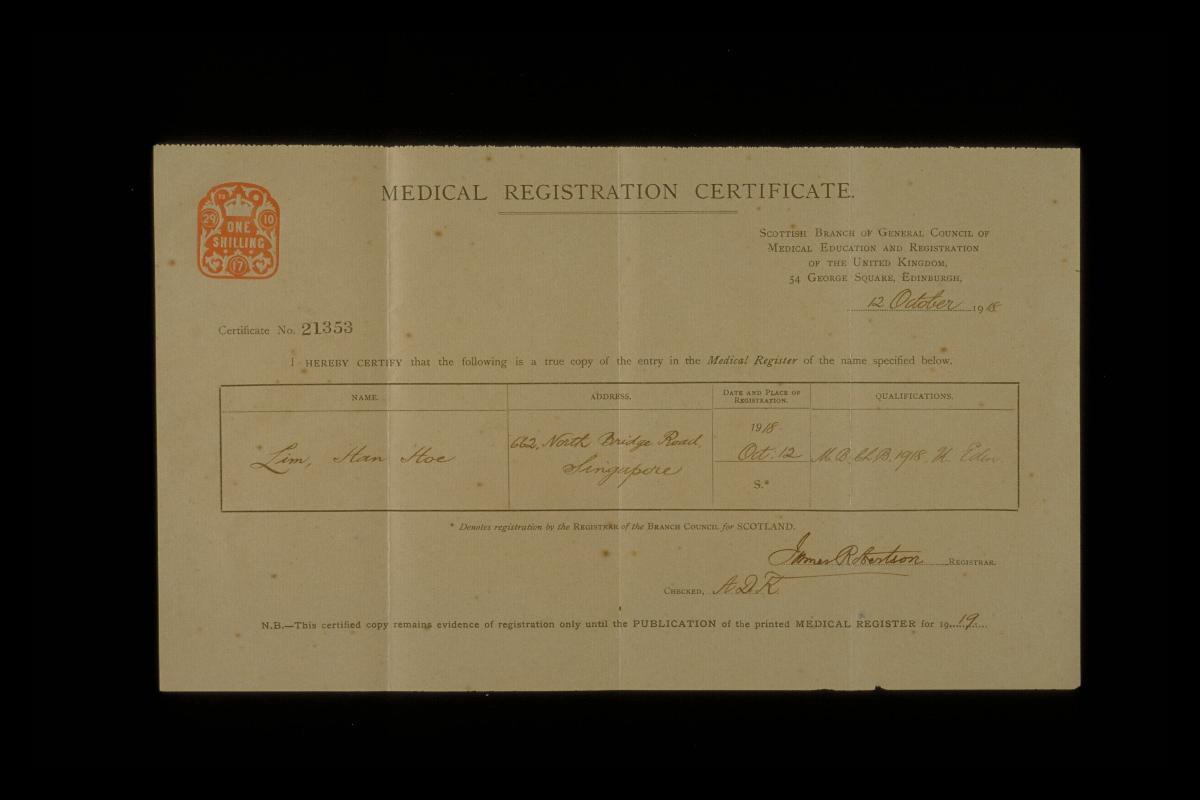 MEDICAL REGISTRATION CERTIFICATE.
29 10
ONE
SHILLING
17
SCOTTISH BRANCH OF GENERAL COUNCIL OF
MEDICAL EDUCATION AND REGISTRATION
OF THE UNITED KINGDOM,
54 GEORGE SQUARE, EDINBURGH,
12 October 1918
Certificate No. 21353
I HEREBY CERTIFY that the following is a true copy of the entry in the Medical Register of the name specified below.
NAME. ADDRESS. DATE AND PLACE OF REGISTRATION. QUALIFICATIONS.
Lim, Han Hoe
662, North Bridge Road,
Singapore
1918
Oct. 12
S.*
M.B. Ch.B. 1918. U. Edin
* Denotes registration by the REGISTRAR of the BRANCH COUNCIL for SCOTLAND.
James Robertson REGISTRAR.
CHECKED, A.D.K.
N.B.—This certified copy remains evidence of registration only until the PUBLICATION of the printed MEDICAL REGISTER for 19....19.....